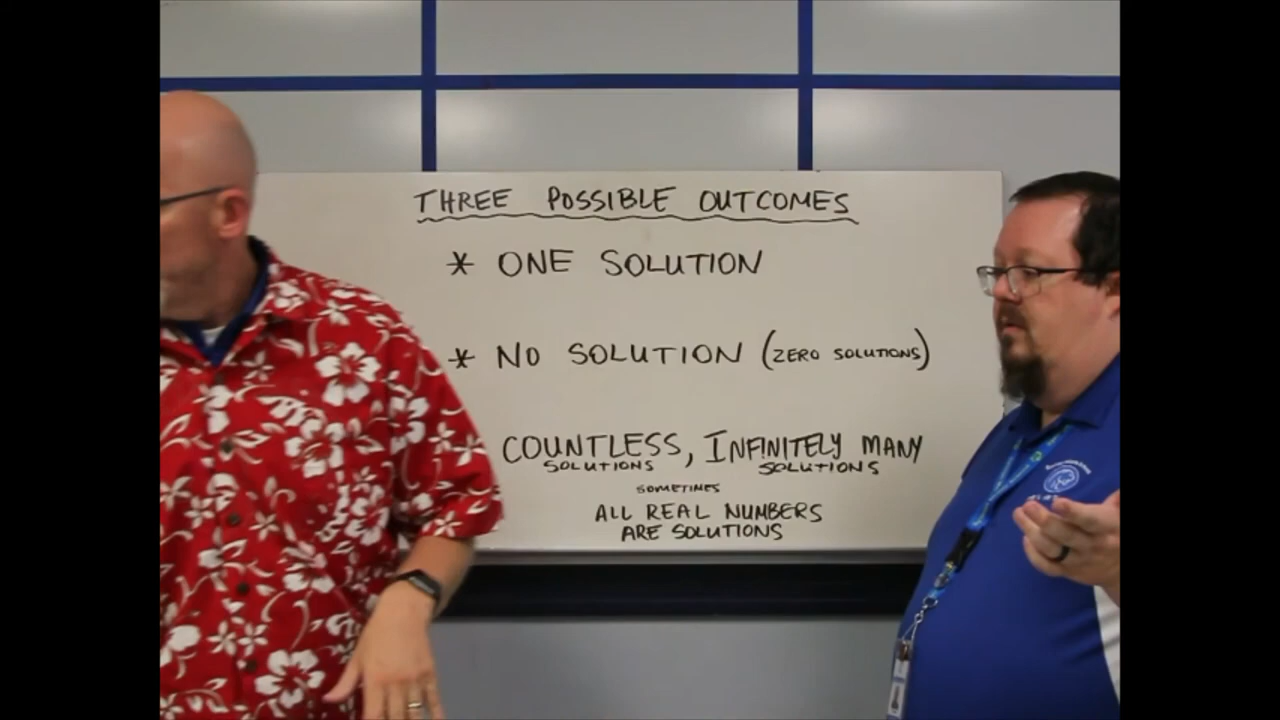 THREE POSSIBLE OUTCOMES
* ONE SOLUTION
* NO SOLUTION (ZERO SOLUTIONS)
COUNTLESS, INFINITELY MANY
SOLUTIONS SOLUTIONS
SOMETIMES
ALL REAL NUMBERS
ARE SOLUTIONS